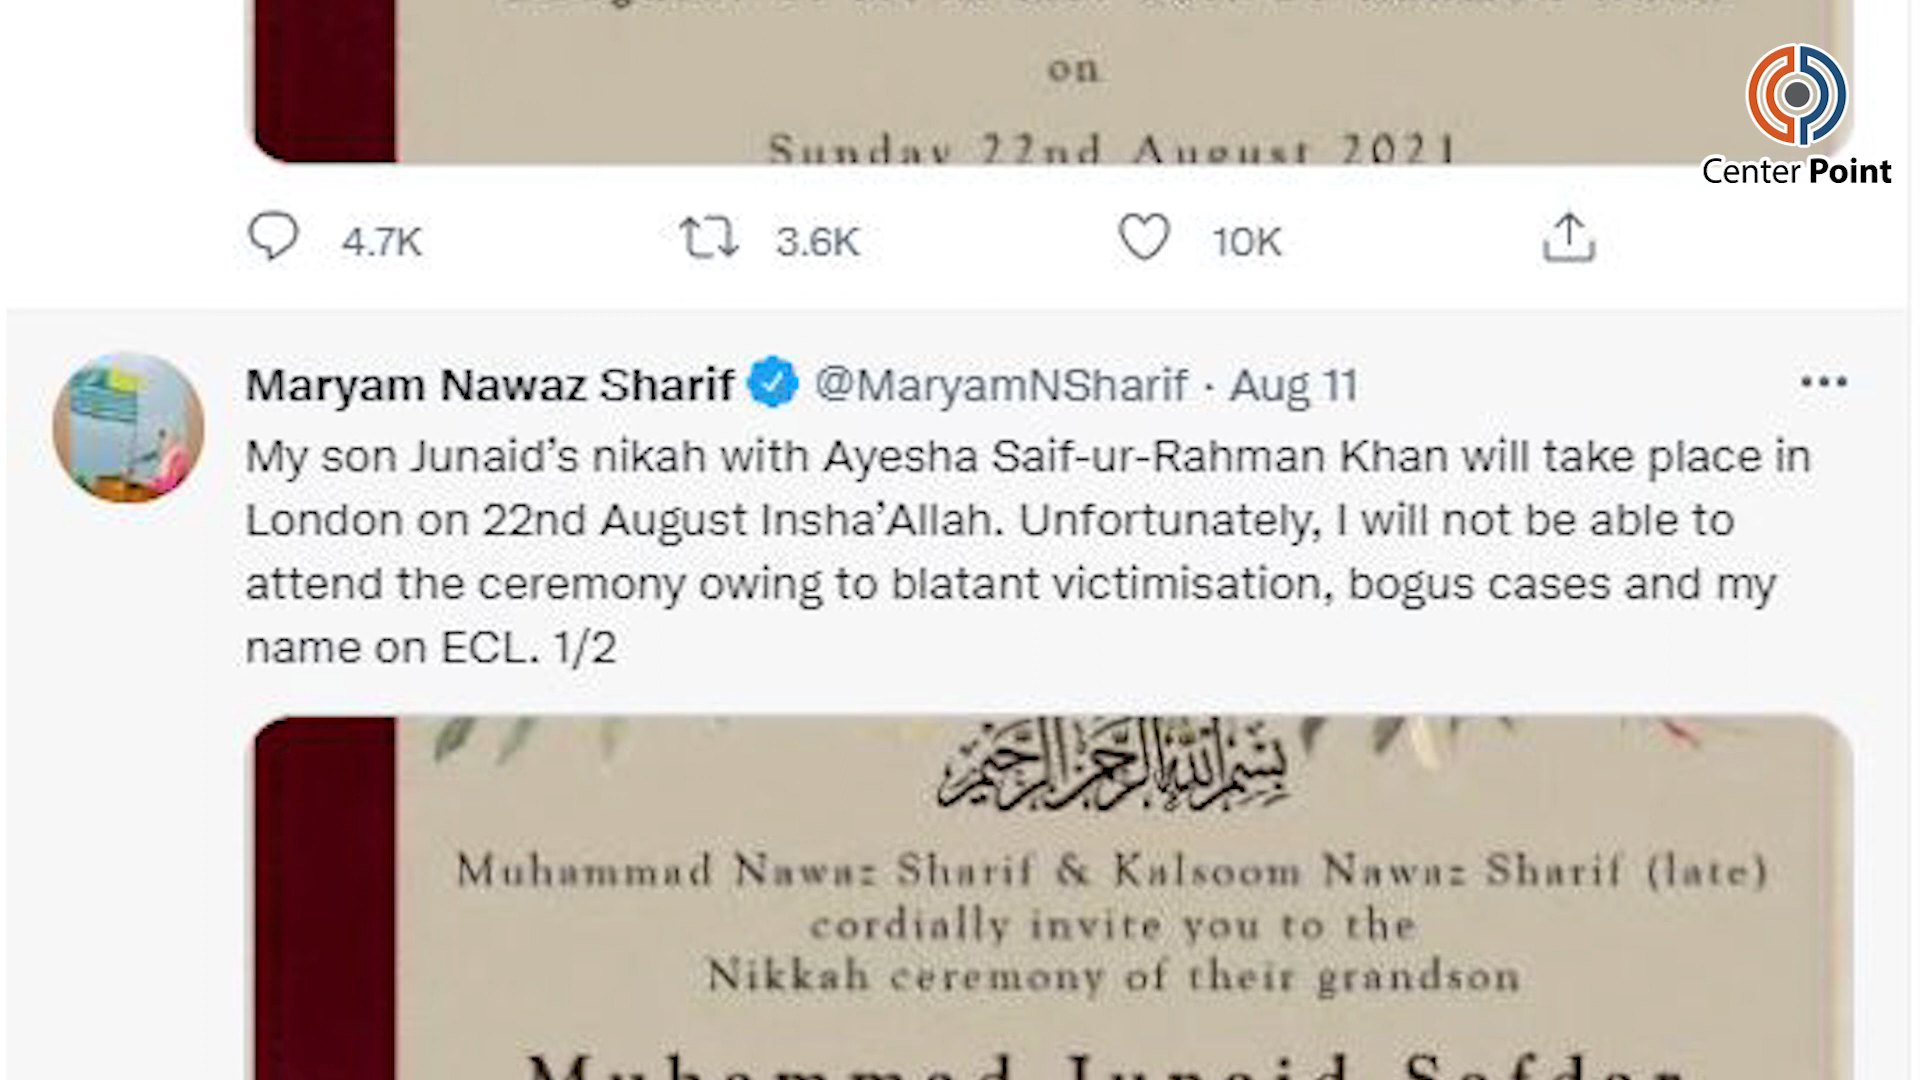 on
Sunday 22nd August 2021
Center Point
4.7K 3.6K 10K
Maryam Nawaz Sharif @MaryamNSharif · Aug 11
My son Junaid’s nikah with Ayesha Saif-ur-Rahman Khan will take place in
London on 22nd August Insha’Allah. Unfortunately, I will not be able to
attend the ceremony owing to blatant victimisation, bogus cases and my
name on ECL. 1/2
بسم الله الرحمن الرحيم
Muhammad Nawaz Sharif & Kalsoom Nawaz Sharif (late)
cordially invite you to the
Nikkah ceremony of their grandson
Muhammad Junaid Safdar